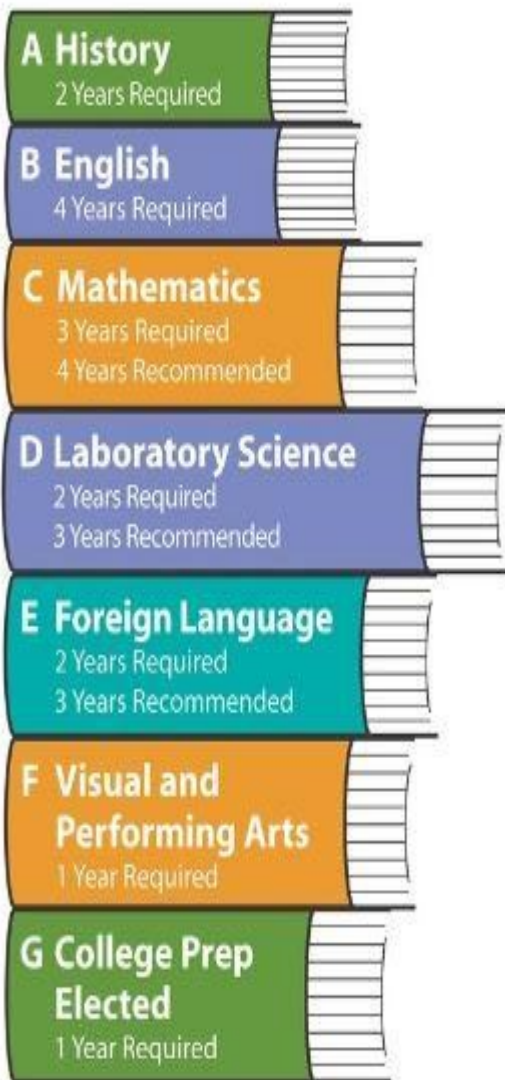 A History
2 Years Required
B English
4 Years Required
C Mathematics
3 Years Required
4 Years Recommended
D Laboratory Science
2 Years Required
3 Years Recommended
E Foreign Language
2 Years Required
3 Years Recommended
F Visual and
Performing Arts
1 Year Required
G College Prep
Elected
1 Year Required